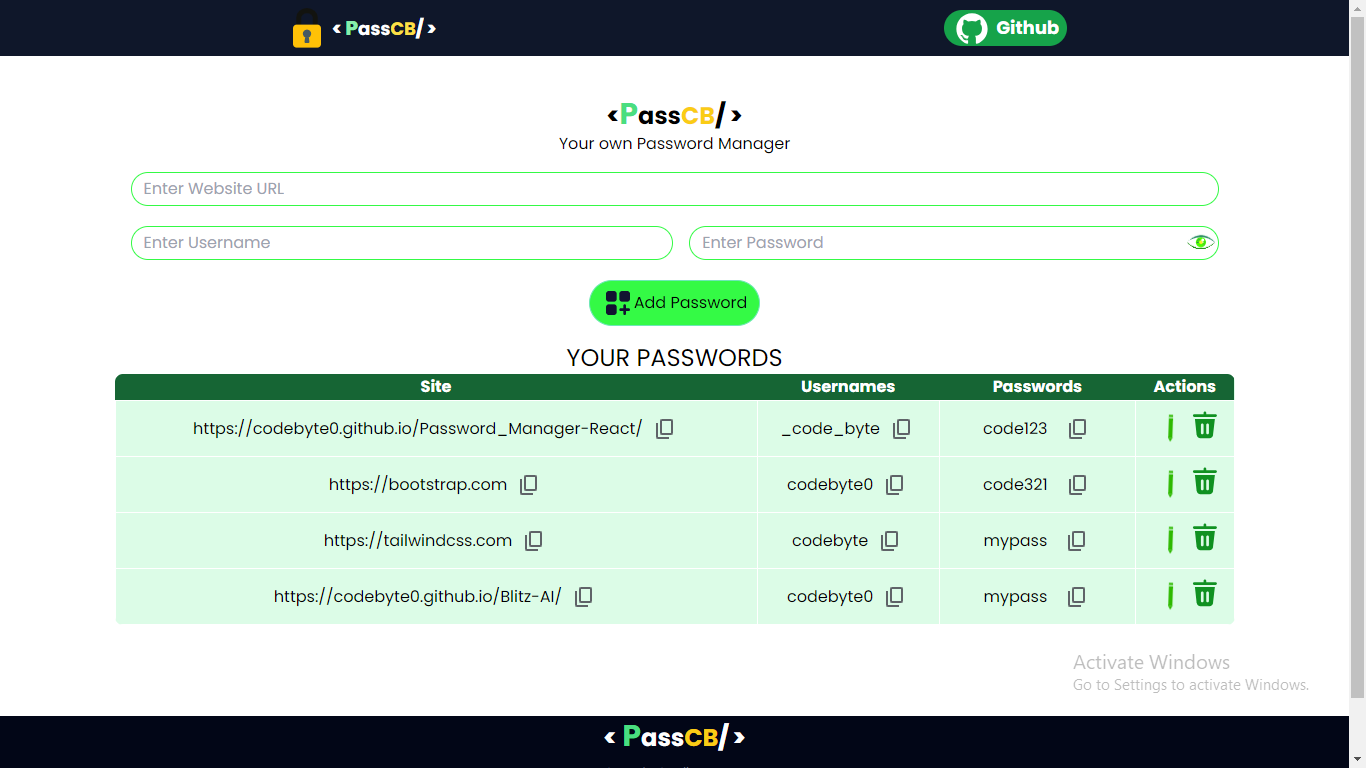 < PassCB/ >
Github
<PassCB/ >
Your own Password Manager
Enter Website URL
Enter Username Enter Password
Add Password
YOUR PASSWORDS
Site Usernames Passwords Actions
https://codebyte0.github.io/Password_Manager-React/ _code_byte code123
https://bootstrap.com codebyte0 code321
https://tailwindcss.com codebyte mypass
https://codebyte0.github.io/Blitz-AI/ codebyte0 mypass
Activate Windows
Go to Settings to activate Windows.
< PassCB/ >